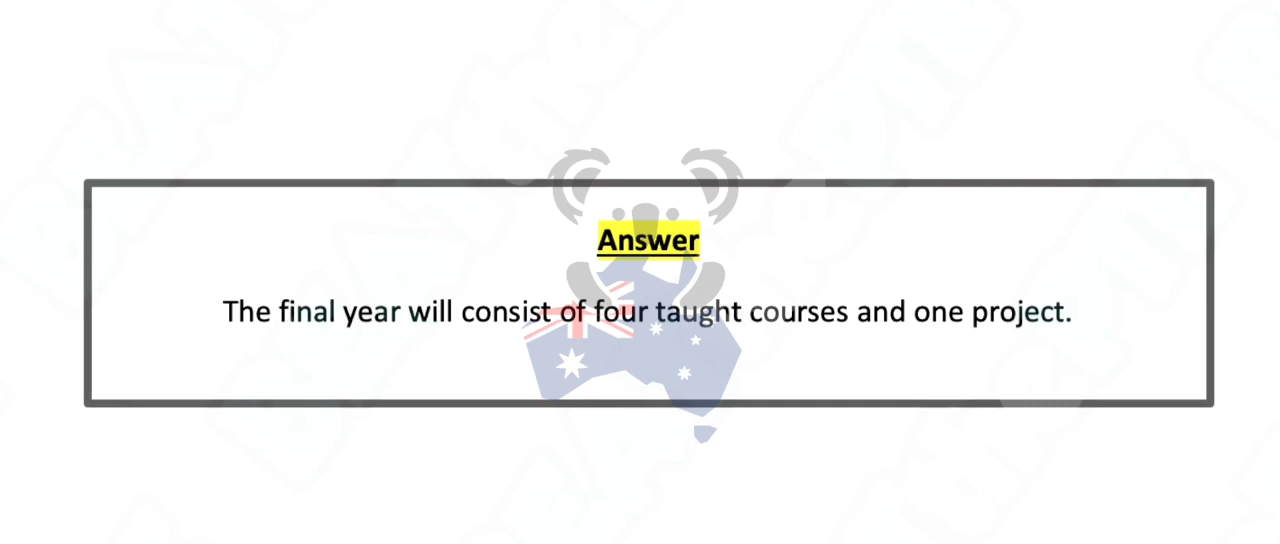 Answer
The final year will consist of four taught courses and one project.